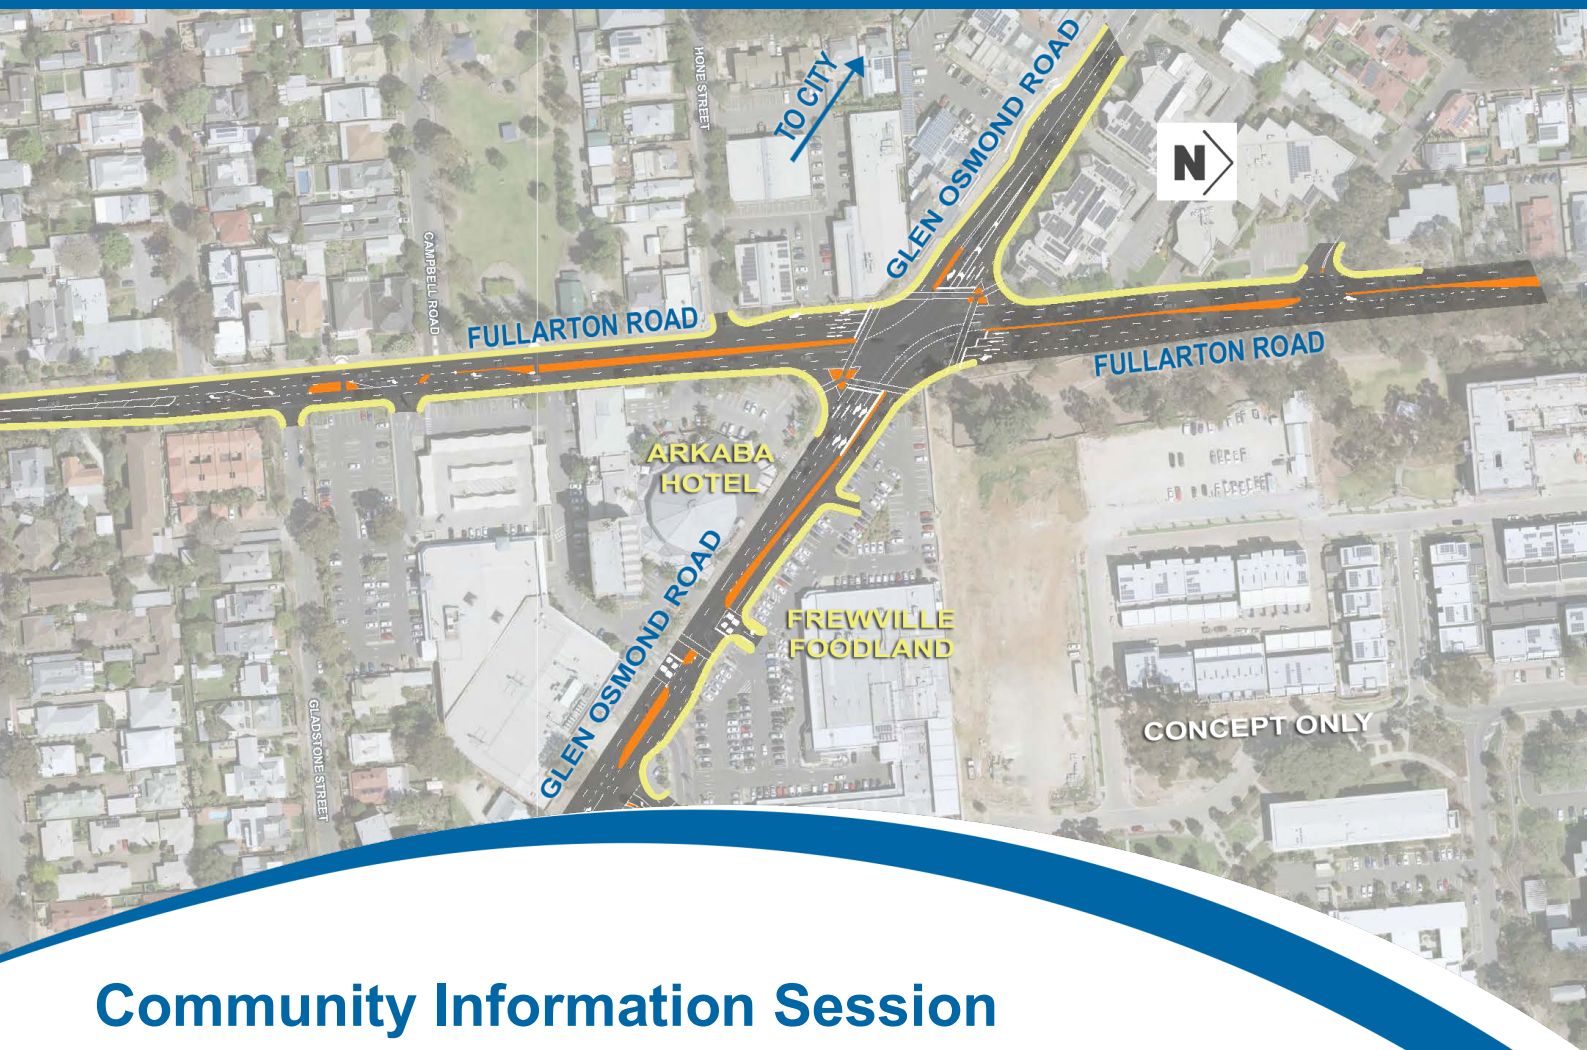 HONE STREET
TO CITY
GLEN OSMOND ROAD
N
CAMPBELL ROAD
FULLARTON ROAD
FULLARTON ROAD
ARKABA
HOTEL
GLEN OSMOND ROAD
FREWVILLE
FOODLAND
GLADSTONE STREET
CONCEPT ONLY
Community Information Session